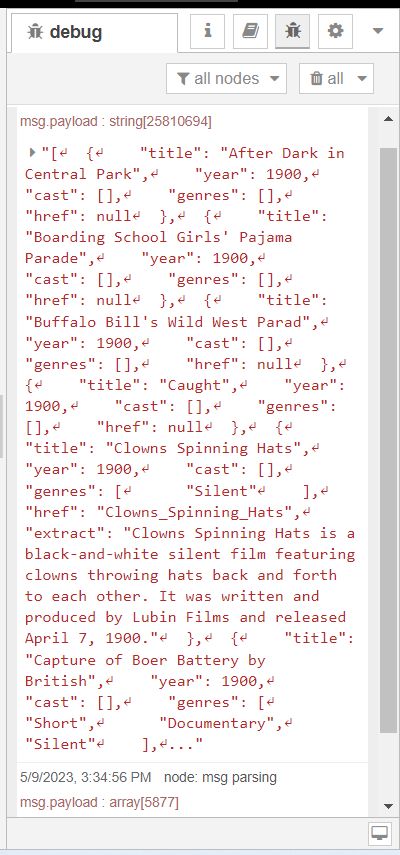 debug
all nodes
all
msg.payload : string[25810694]
"[↵  {↵    "title": "After Dark in
Central Park",↵    "year": 1900,↵
"cast": [],↵    "genres": [],↵
"href": null↵  },↵  {↵    "title":
"Boarding School Girls' Pajama
Parade",↵    "year": 1900,↵
"cast": [],↵    "genres": [],↵
"href": null↵  },↵  {↵    "title":
"Buffalo Bill's Wild West Parad",↵
"year": 1900,↵    "cast": [],↵
"genres": [],↵    "href": null↵  },↵
{↵    "title": "Caught",↵    "year":
1900,↵    "cast": [],↵    "genres":
[],↵    "href": null↵  },↵  {↵
"title": "Clowns Spinning Hats",↵
"year": 1900,↵    "cast": [],↵
"genres": [↵      "Silent"↵    ],↵
"href": "Clowns_Spinning_Hats",↵
"extract": "Clowns Spinning Hats is a
black-and-white silent film featuring
clowns throwing hats back and forth
to each other. It was written and
produced by Lubin Films and released
April 7, 1900."↵  },↵  {↵    "title":
"Capture of Boer Battery by
British",↵    "year": 1900,↵
"cast": [],↵    "genres": [↵
"Short",↵      "Documentary",↵
"Silent"↵    ],↵..."
5/9/2023, 3:34:56 PM   node: msg parsing
msg.payload : array[5877]